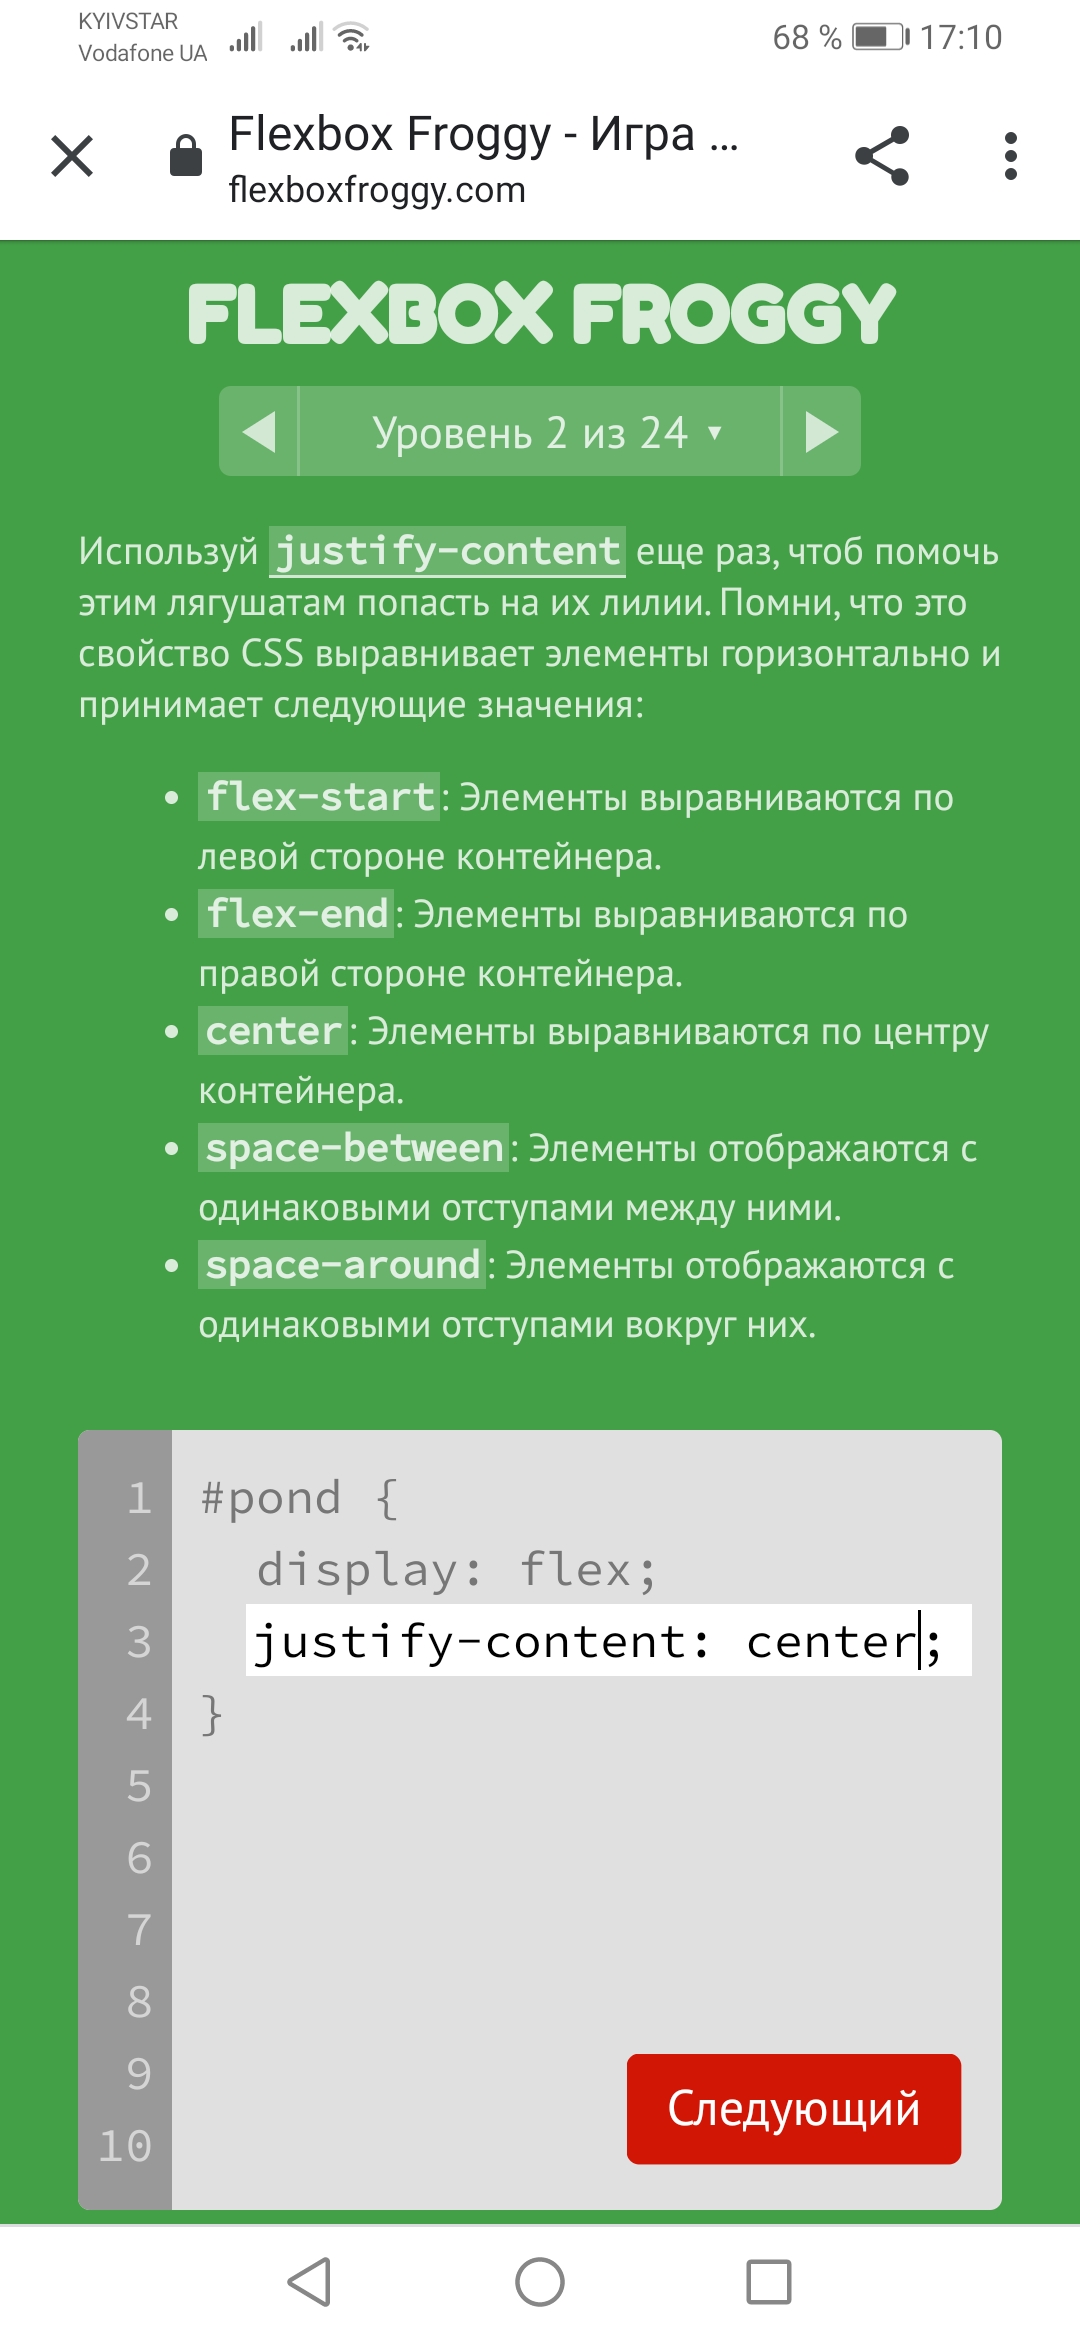 KYIVSTAR
Vodafone UA
68 %
17:10
Flexbox Froggy - Игра ...
flexboxfroggy.com
FLEXBOX FROGGY
Уровень 2 из 24
Используй justify-content еще раз, чтоб помочь
этим лягушатам попасть на их лилии. Помни, что это
свойство CSS выравнивает элементы горизонтально и
принимает следующие значения:
• flex-start: Элементы выравниваются по
левой стороне контейнера.
• flex-end: Элементы выравниваются по
правой стороне контейнера.
• center: Элементы выравниваются по центру
контейнера.
• space-between: Элементы отображаются с
одинаковыми отступами между ними.
• space-around: Элементы отображаются с
одинаковыми отступами вокруг них.
1 #pond {
2 display: flex;
3 justify-content: center;
4 }
5
6
7
8
9
10
Следующий